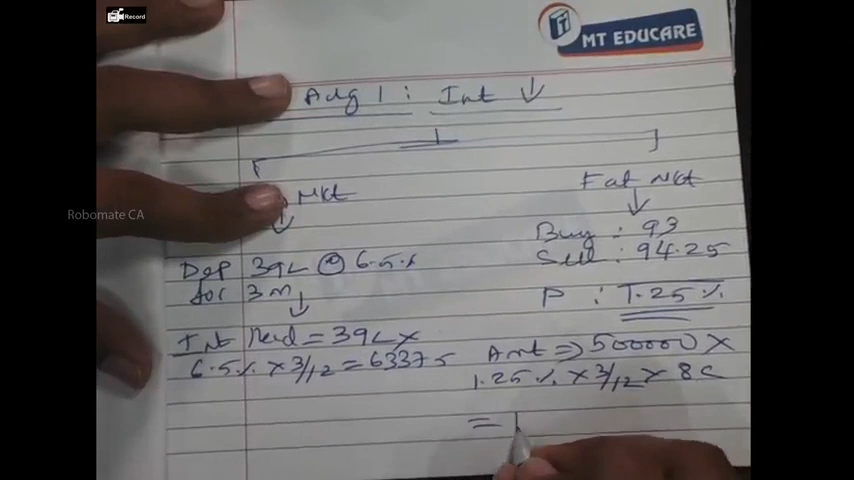 Record
MT EDUCARE
Adg 1 : Int ↓
Mkt
Fut Mkt
Robomate CA
Buy : 93
Sell : 94.25
Dep 39L @ 6.5%
for 3m
P : 1.25%
Int Recd = 39L ×
6.5% × 3/12 = 63375
Amt ⇒ 500000 ×
1.25% × 3/12 × 8C
=